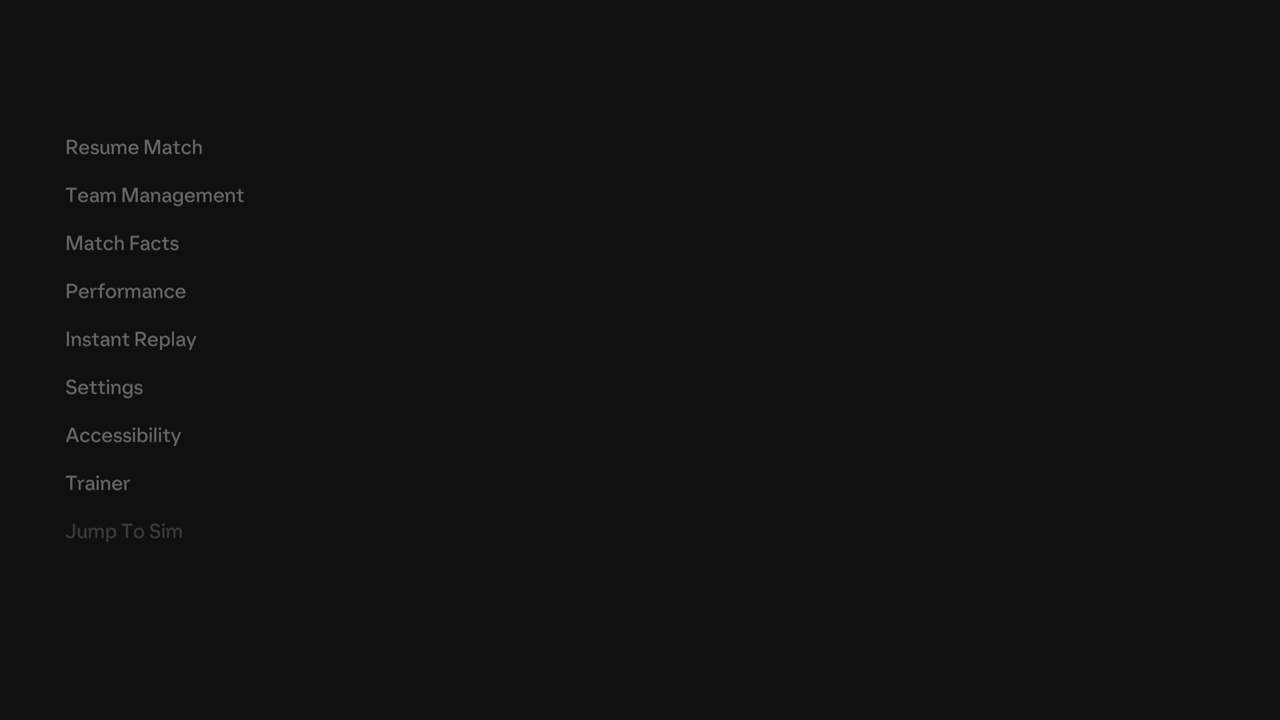 Resume Match
Team Management
Match Facts
Performance
Instant Replay
Settings
Accessibility
Trainer
Jump To Sim